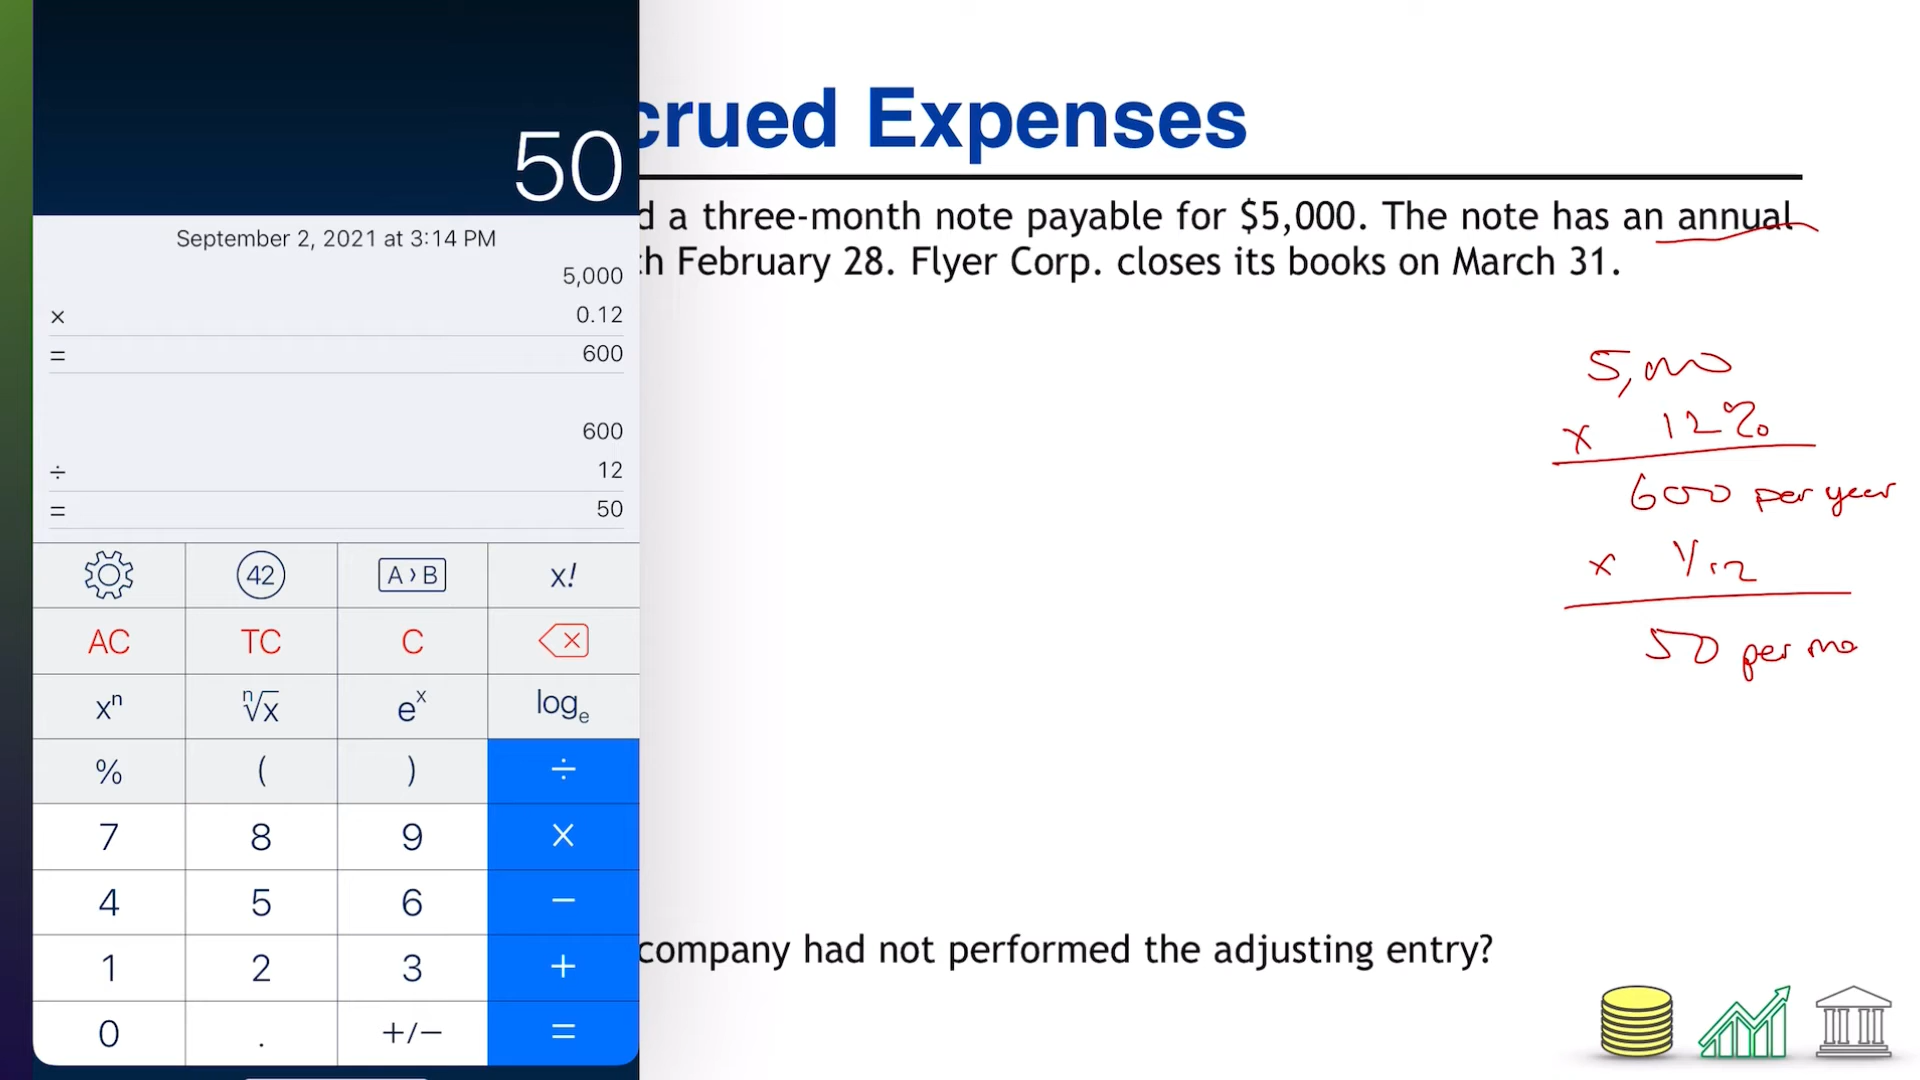 50
September 2, 2021 at 3:14 PM
5,000
× 0.12
= 600
600
÷ 12
= 50
42 A›B x!
AC TC C
xⁿ ⁿ√x eˣ logₑ
% ( ) ÷
7 8 9 ×
4 5 6 −
1 2 3 +
0 . +/− =
crued Expenses
d a three-month note payable for $5,000. The note has an annual
h February 28. Flyer Corp. closes its books on March 31.
5,000
x 12%
600 per year
x 1/12
50 per mo
company had not performed the adjusting entry?